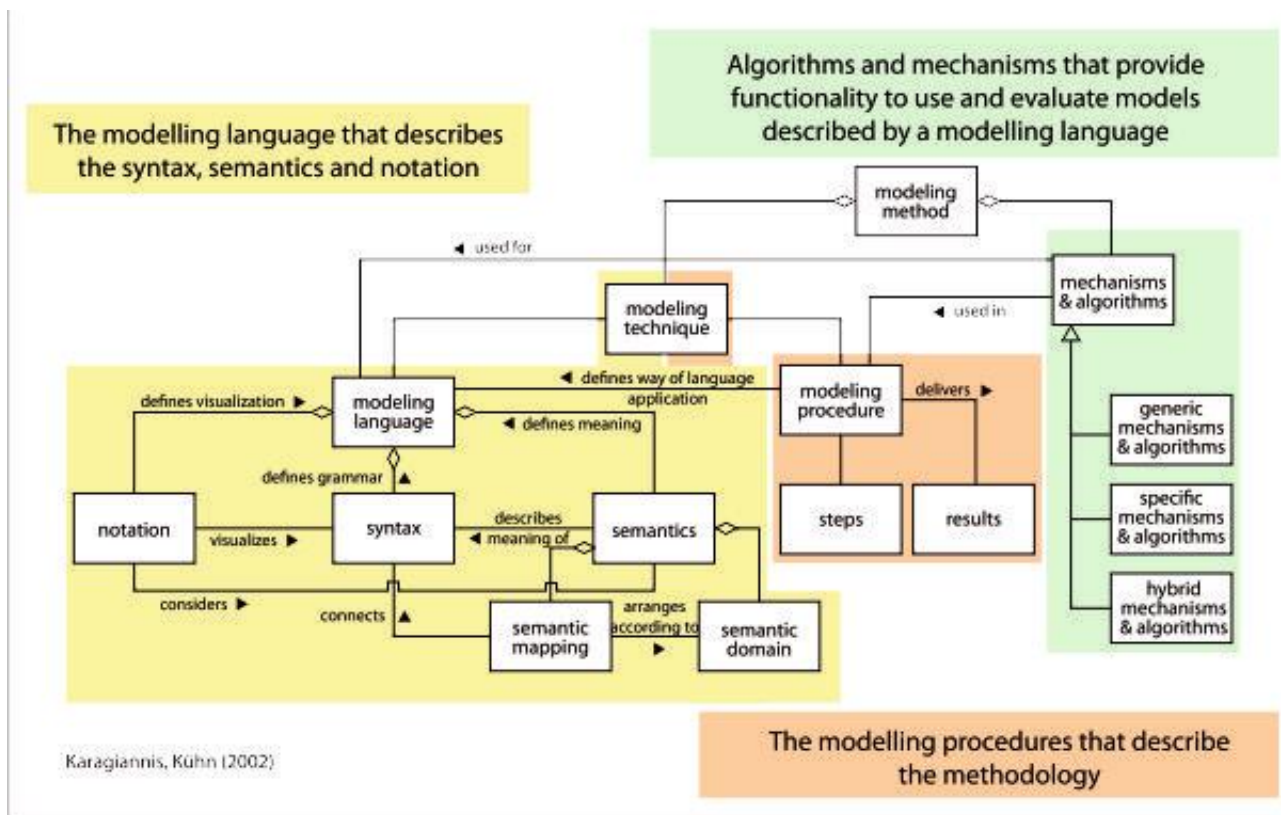 Algorithms and mechanisms that provide
functionality to use and evaluate models
described by a modelling language
The modelling language that describes
the syntax, semantics and notation
modeling
method
◄ used for
mechanisms
& algorithms
modeling
technique
◄ used in
◄ defines way of language
application
modeling
procedure
delivers ►
defines visualization ►
modeling
language
◄ defines meaning
generic
mechanisms
& algorithms
defines grammar ▲
notation
visualizes ►
syntax
describes
◄ meaning of
semantics
steps
results
specific
mechanisms
& algorithms
considers ►
connects ▲
semantic
mapping
arranges
according to
►
semantic
domain
hybrid
mechanisms
& algorithms
The modelling procedures that describe
the methodology
Karagiannis, Kühn (2002)